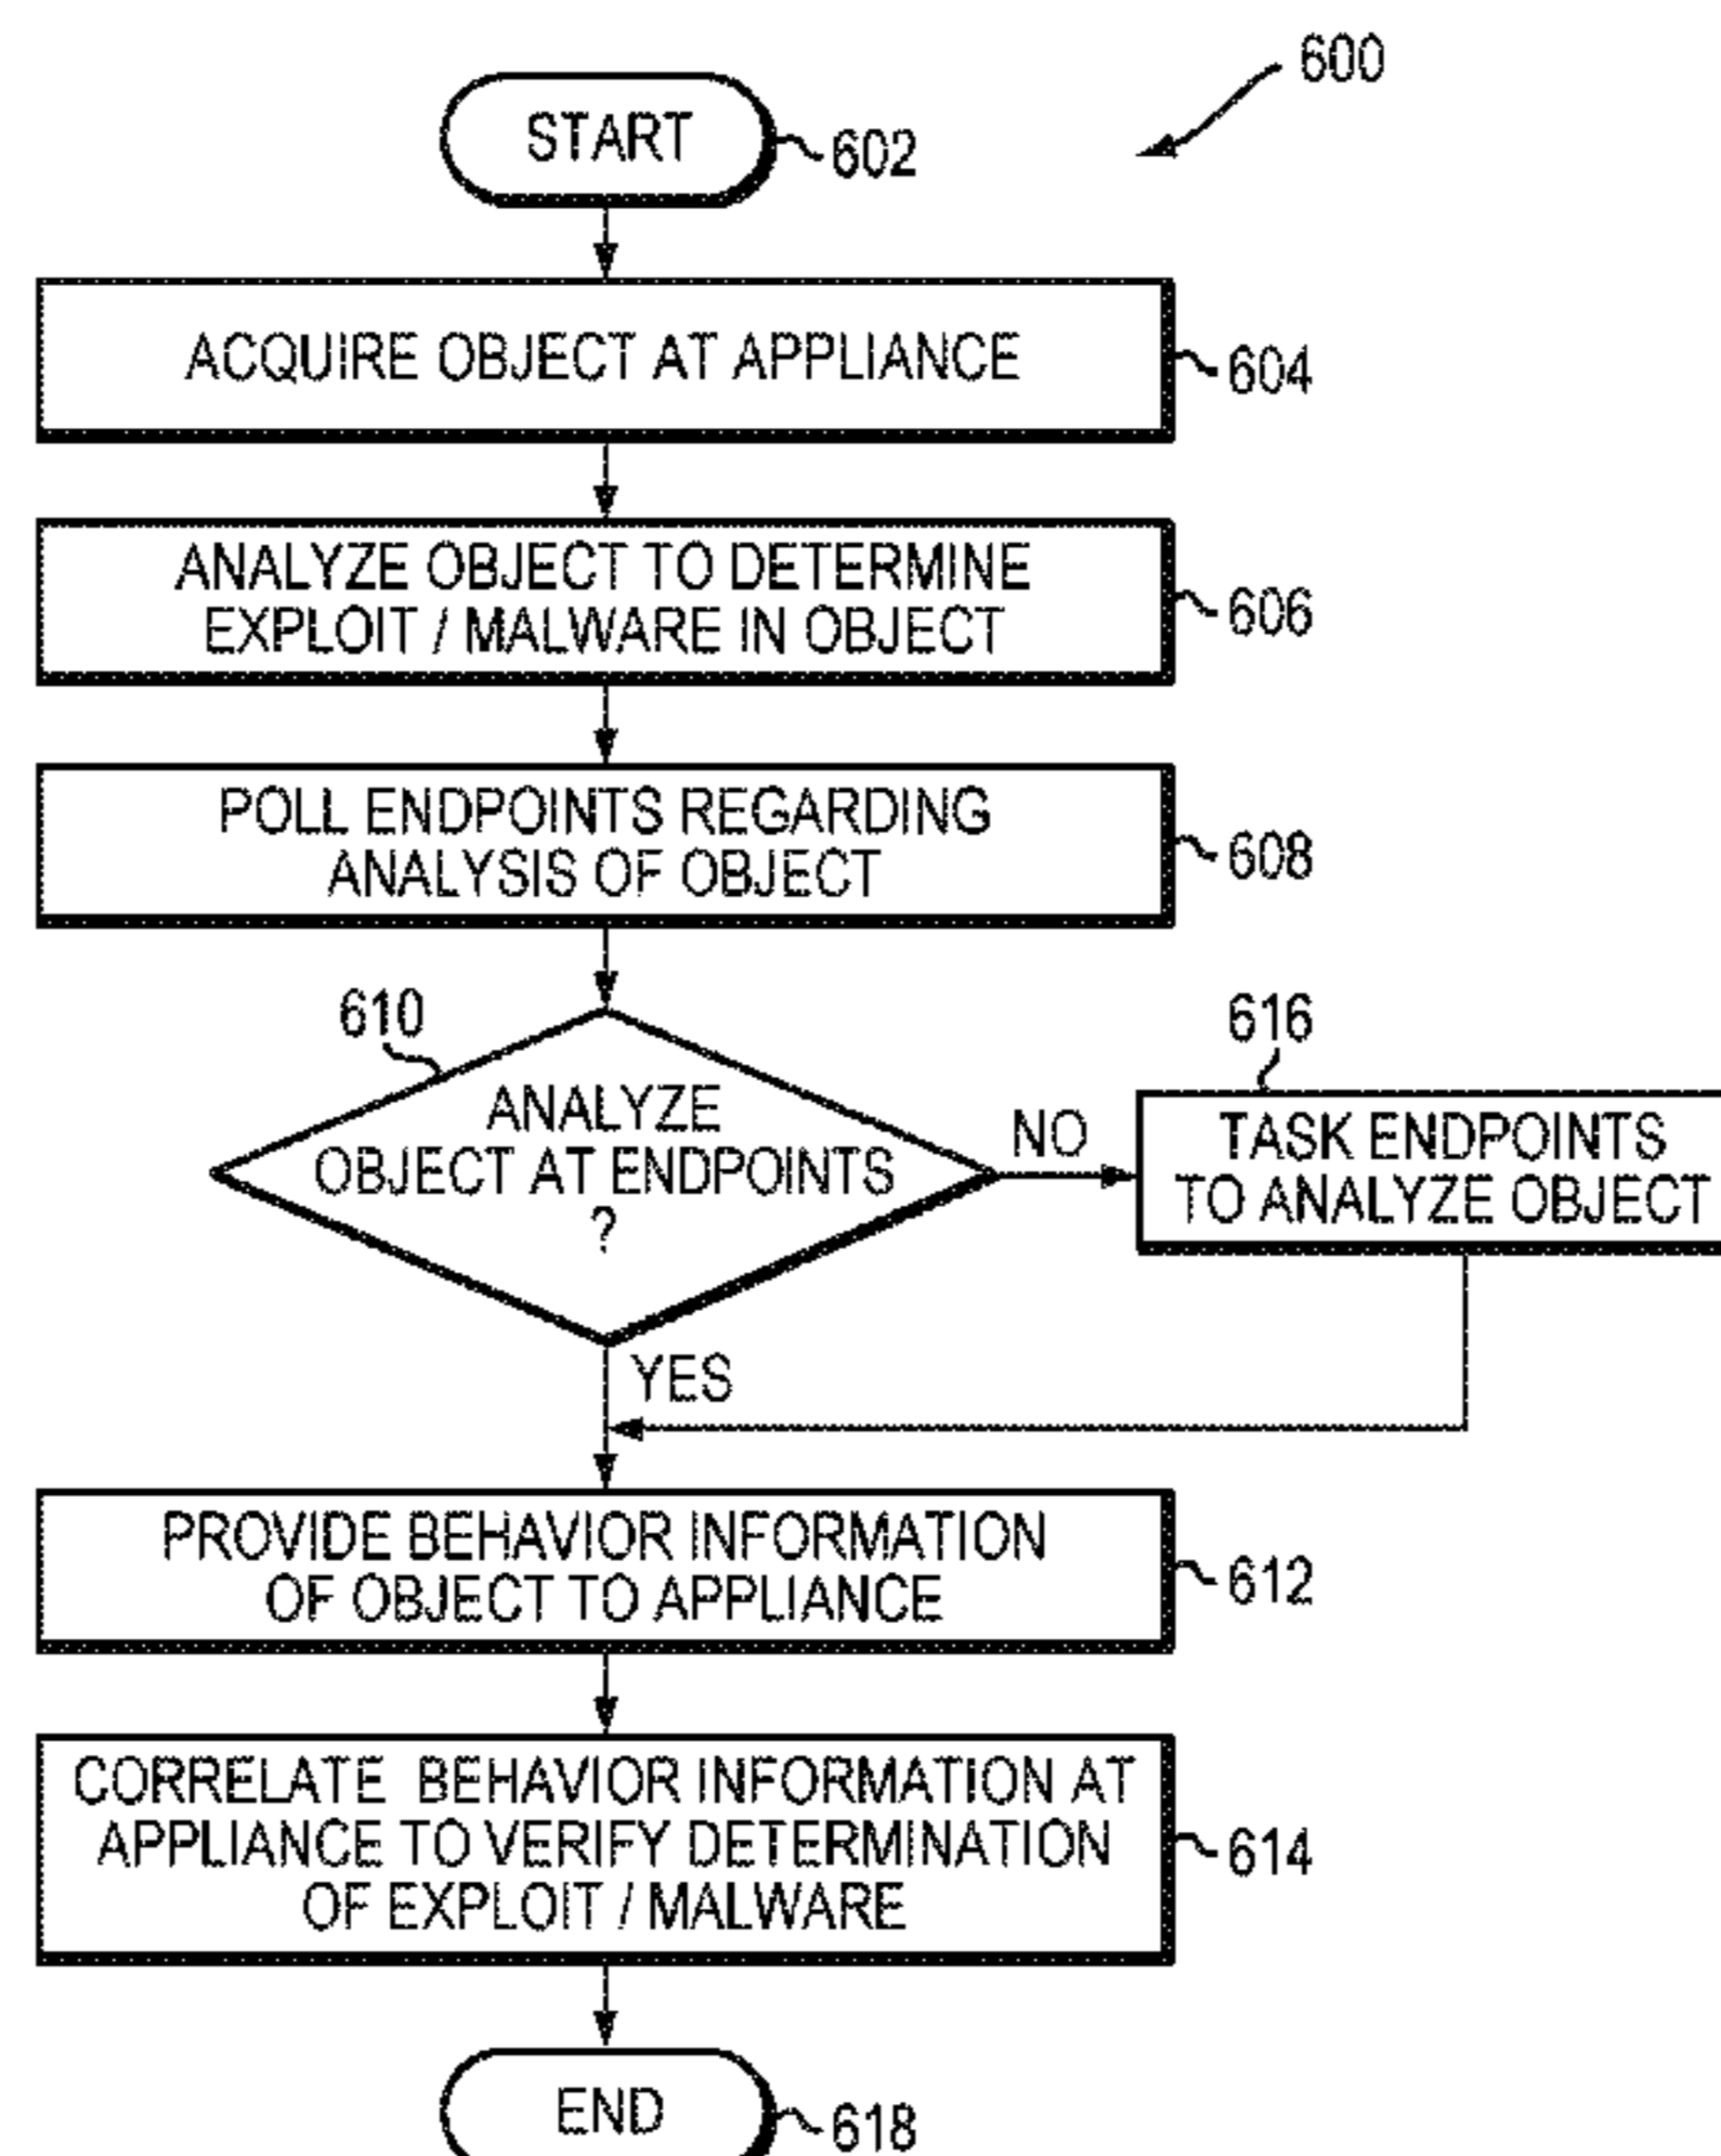 600
START
602
ACQUIRE OBJECT AT APPLIANCE
604
ANALYZE OBJECT TO DETERMINE
EXPLOIT / MALWARE IN OBJECT
606
POLL ENDPOINTS REGARDING
ANALYSIS OF OBJECT
608
610
ANALYZE
OBJECT AT ENDPOINTS
?
NO
616
TASK ENDPOINTS
TO ANALYZE OBJECT
YES
PROVIDE BEHAVIOR INFORMATION
OF OBJECT TO APPLIANCE
612
CORRELATE BEHAVIOR INFORMATION AT
APPLIANCE TO VERIFY DETERMINATION
OF EXPLOIT / MALWARE
614
END
618